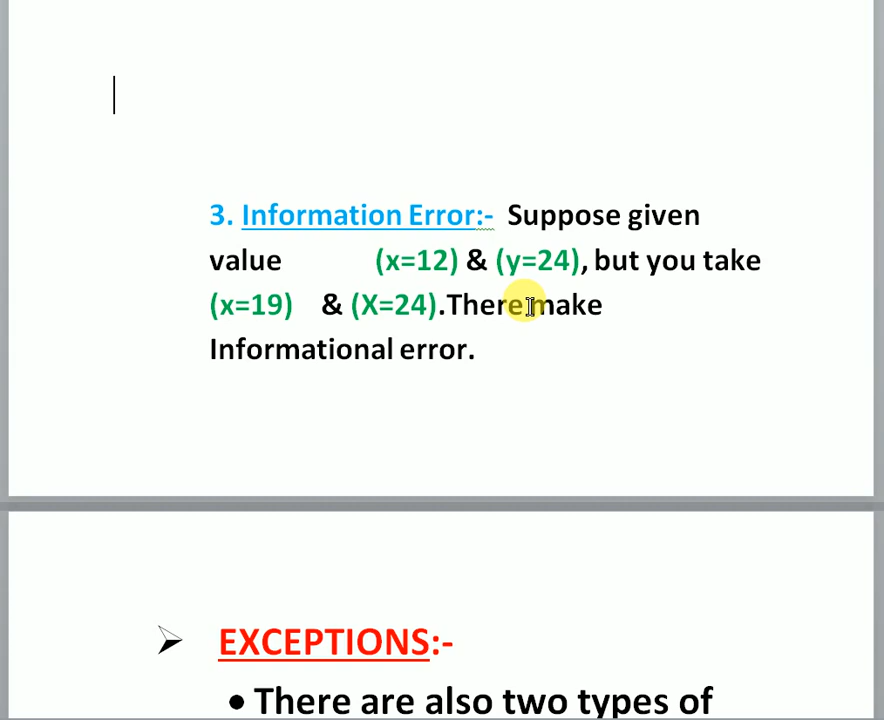 3. Information Error:- Suppose given
value (x=12) & (y=24), but you take
(x=19) & (X=24).There make
Informational error.
EXCEPTIONS:-
• There are also two types of